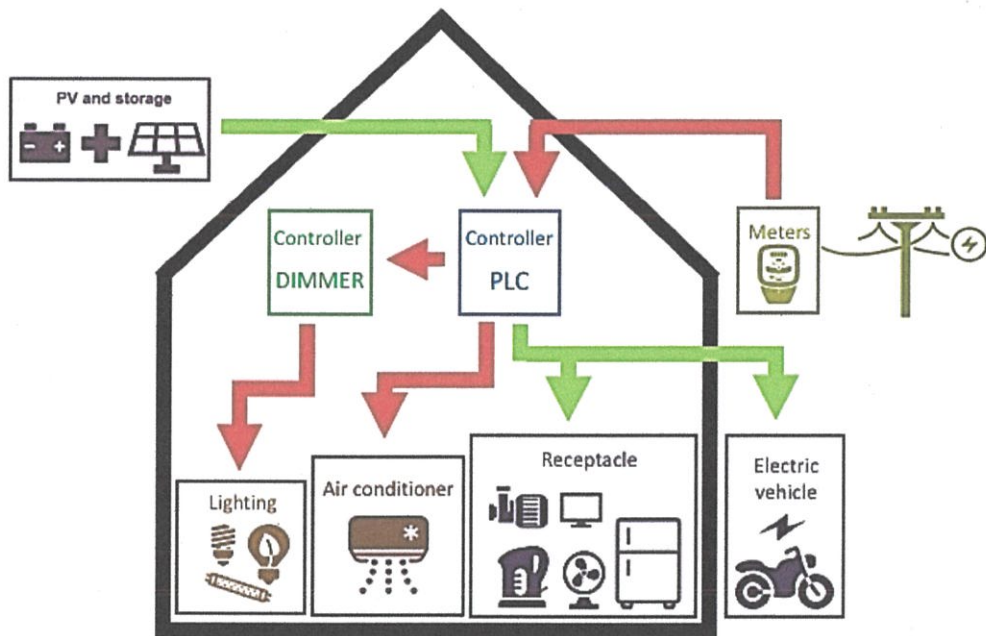 PV and storage
Controller
DIMMER
Controller
PLC
Meters
Lighting
Air conditioner
Receptacle
Electric
vehicle